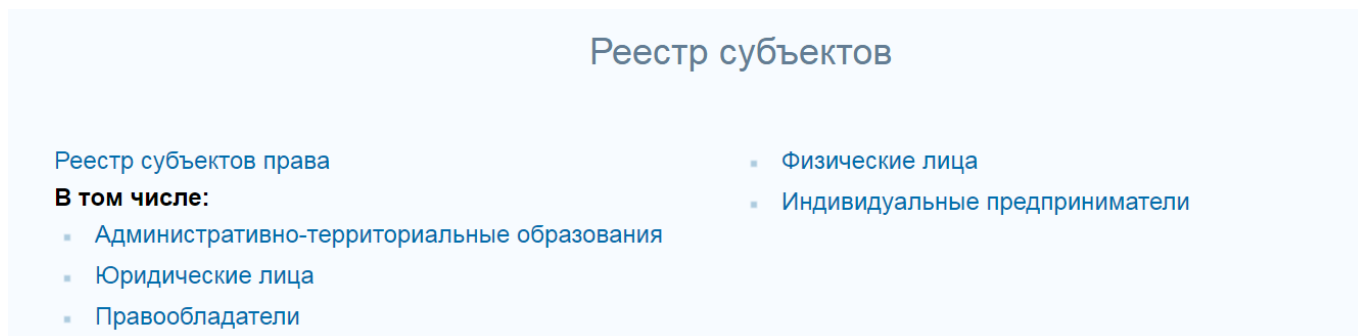 Реестр субъектов
Реестр субъектов права
В том числе:
Административно-территориальные образования
Юридические лица
Правообладатели
Физические лица
Индивидуальные предприниматели